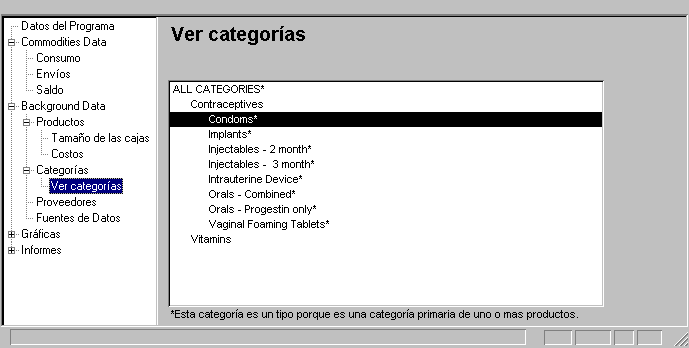 Datos del Programa
Commodities Data
Consumo
Envíos
Saldo
Background Data
Productos
Tamaño de las cajas
Costos
Categorías
Ver categorías
Proveedores
Fuentes de Datos
Gráficas
Informes
Ver categorías
ALL CATEGORIES*
Contraceptives
Condoms*
Implants*
Injectables - 2 month*
Injectables - 3 month*
Intrauterine Device*
Orals - Combined*
Orals - Progestin only*
Vaginal Foaming Tablets*
Vitamins
*Esta categoría es un tipo porque es una categoría primaria de uno o mas productos.